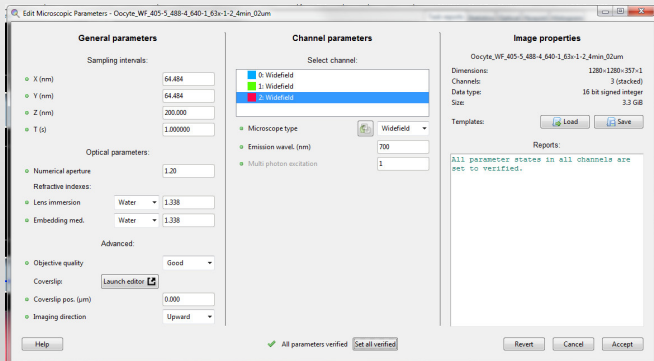 Edit Microscopic Parameters - Oocyte_WF_405-5_488-4_640-1_63x-1-2_4min_02um
General parameters
Sampling intervals:
X (nm) 64.484
Y (nm) 64.484
Z (nm) 200.000
T (s) 1.000000
Optical parameters:
Numerical aperture 1.20
Refractive indexes:
Lens immersion Water 1.338
Embedding med. Water 1.338
Advanced:
Objective quality Good
Coverslip: Launch editor
Coverslip pos. (µm) 0.000
Imaging direction Upward
Channel parameters
Select channel:
0: Widefield
1: Widefield
2: Widefield
Microscope type Widefield
Emission wavel. (nm) 700
Multi photon excitation 1
Image properties
Oocyte_WF_405-5_488-4_640-1_63x-1-2_4min_02um
Dimensions: 1280×1280×357×1
Channels: 3 (stacked)
Data type: 16 bit signed integer
Size: 3.3 GiB
Templates: Load Save
Reports:
All parameter states in all channels are
set to verified.
Help
All parameters verified Set all verified
Revert Cancel Accept